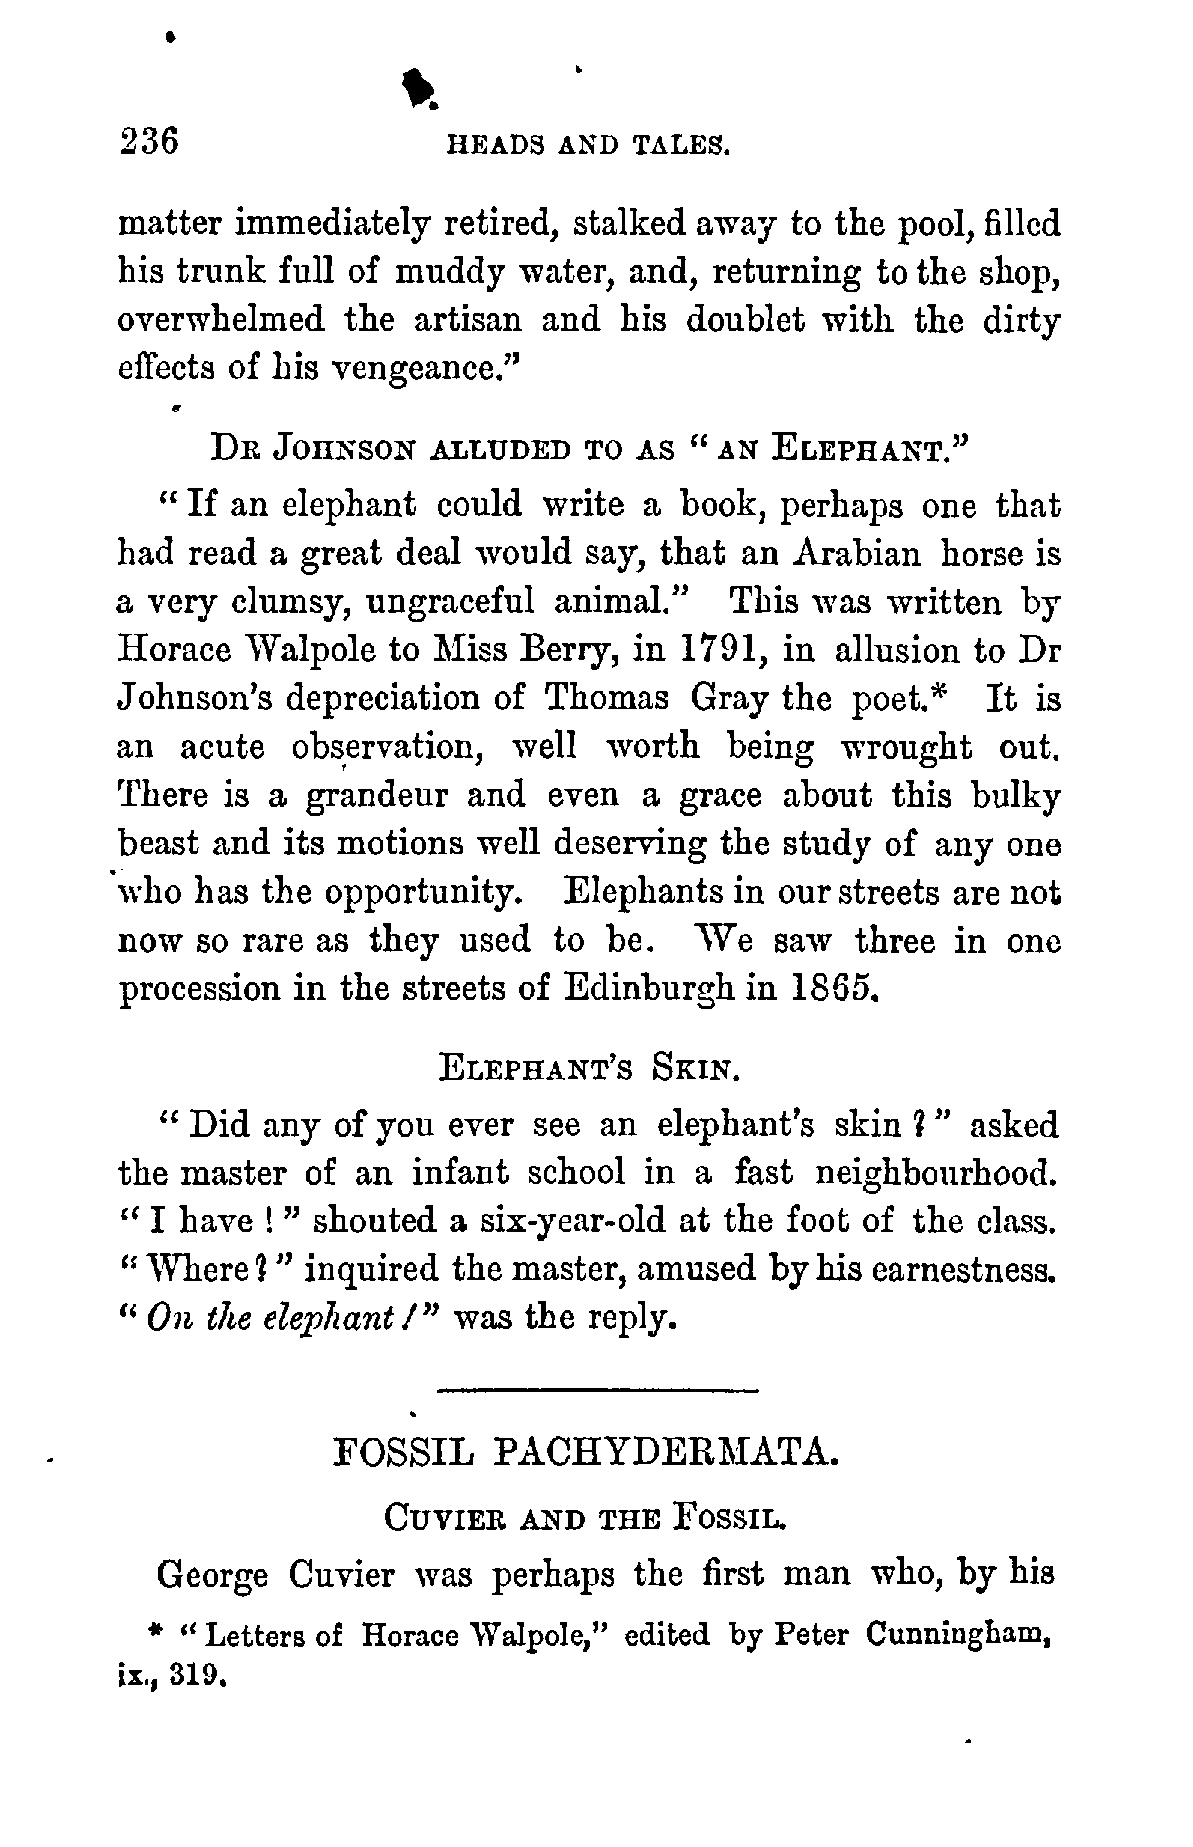 236 HEADS AND TALES.
matter immediately retired, stalked away to the pool, filled
his trunk full of muddy water, and, returning to the shop,
overwhelmed the artisan and his doublet with the dirty
effects of his vengeance.”
DR JOHNSON ALLUDED TO AS “AN ELEPHANT.”
“If an elephant could write a book, perhaps one that
had read a great deal would say, that an Arabian horse is
a very clumsy, ungraceful animal.” This was written by
Horace Walpole to Miss Berry, in 1791, in allusion to Dr
Johnson’s depreciation of Thomas Gray the poet.* It is
an acute observation, well worth being wrought out.
There is a grandeur and even a grace about this bulky
beast and its motions well deserving the study of any one
who has the opportunity. Elephants in our streets are not
now so rare as they used to be. We saw three in one
procession in the streets of Edinburgh in 1865.
ELEPHANT’S SKIN.
“Did any of you ever see an elephant’s skin?” asked
the master of an infant school in a fast neighbourhood.
“I have!” shouted a six-year-old at the foot of the class.
“Where?” inquired the master, amused by his earnestness.
“On the elephant!” was the reply.
FOSSIL PACHYDERMATA.
CUVIER AND THE FOSSIL.
George Cuvier was perhaps the first man who, by his
* “Letters of Horace Walpole,” edited by Peter Cunningham,
ix., 319.